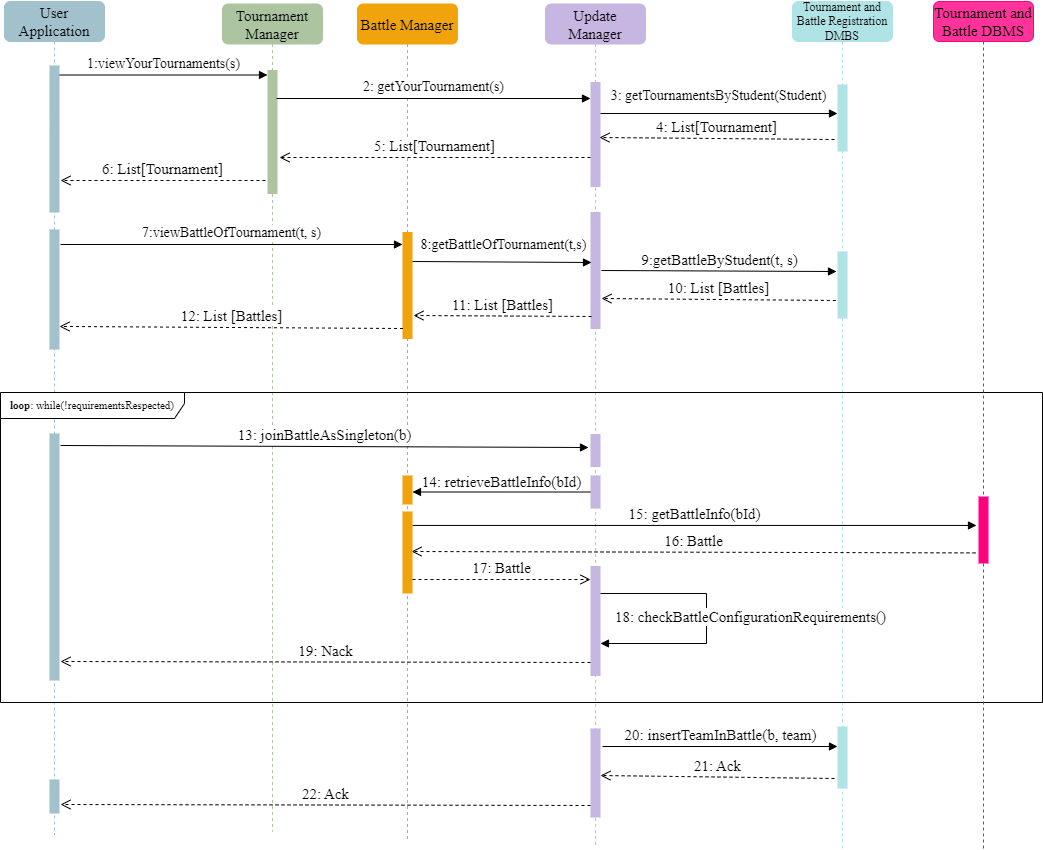 User
Application
Tournament
Manager
Battle Manager
Update
Manager
Tournament and
Battle Registration
DMBS
Tournament and
Battle DBMS
1:viewYourTournaments(s)
2: getYourTournament(s)
3: getTournamentsByStudent(Student)
4: List[Tournament]
5: List[Tournament]
6: List[Tournament]
7:viewBattleOfTournament(t, s)
8:getBattleOfTournament(t,s)
9:getBattleByStudent(t, s)
10: List [Battles]
11: List [Battles]
12: List [Battles]
loop: while(!requirementsRespected)
13: joinBattleAsSingleton(b)
14: retrieveBattleInfo(bId)
15: getBattleInfo(bId)
16: Battle
17: Battle
18: checkBattleConfigurationRequirements()
19: Nack
20: insertTeamInBattle(b, team)
21: Ack
22: Ack